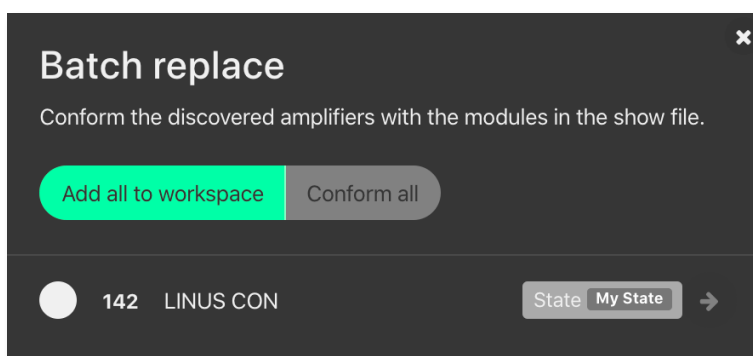 Batch replace
Conform the discovered amplifiers with the modules in the show file.
Add all to workspace Conform all
142 LINUS CON State My State